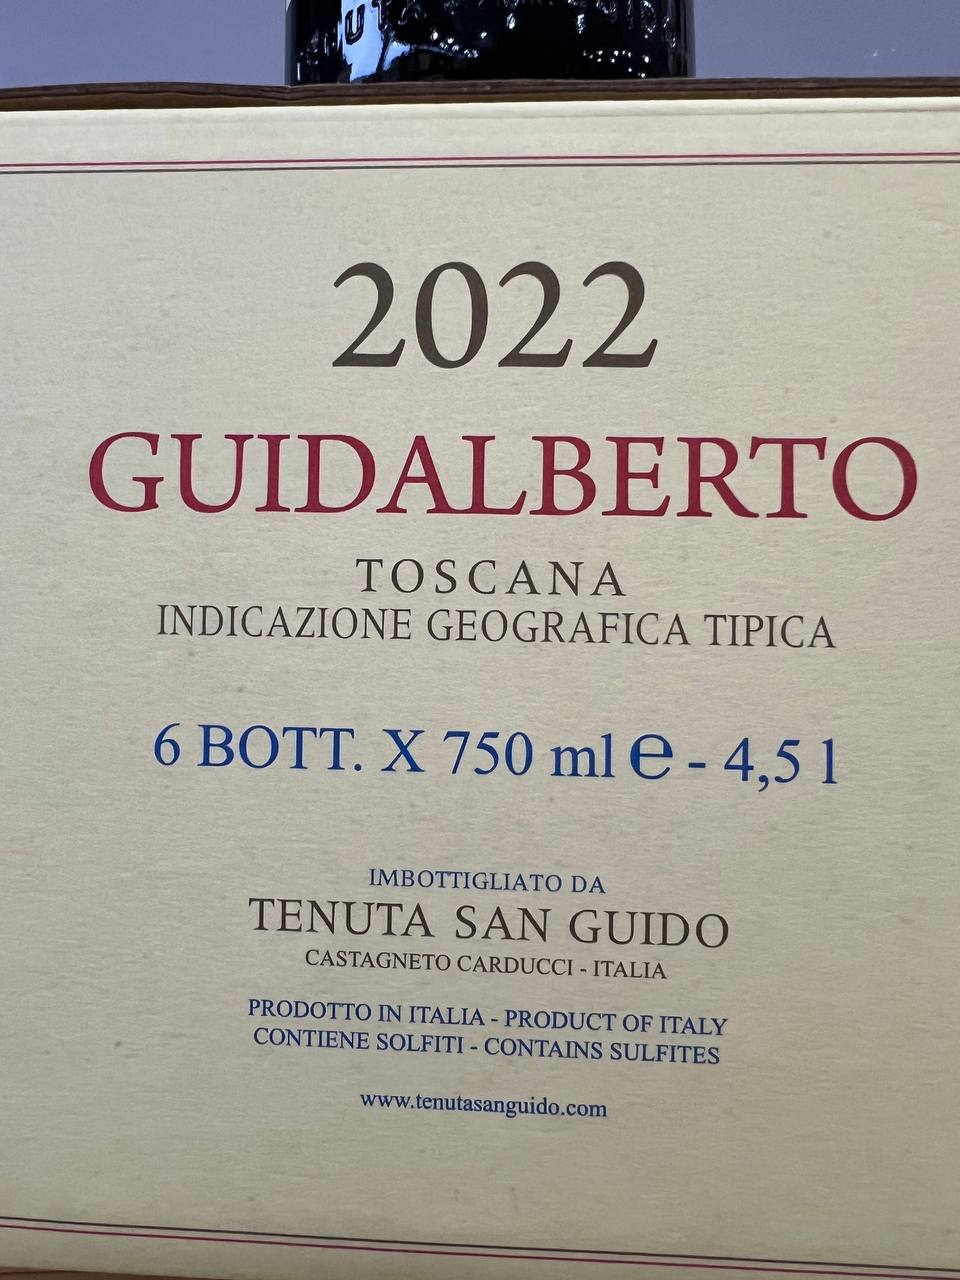 2022
GUIDALBERTO
TOSCANA
INDICAZIONE GEOGRAFICA TIPICA
6 BOTT. X 750 ml e - 4,5 l
IMBOTTIGLIATO DA
TENUTA SAN GUIDO
CASTAGNETO CARDUCCI - ITALIA
PRODOTTO IN ITALIA - PRODUCT OF ITALY
CONTIENE SOLFITI - CONTAINS SULFITES
www.tenutasanguido.com